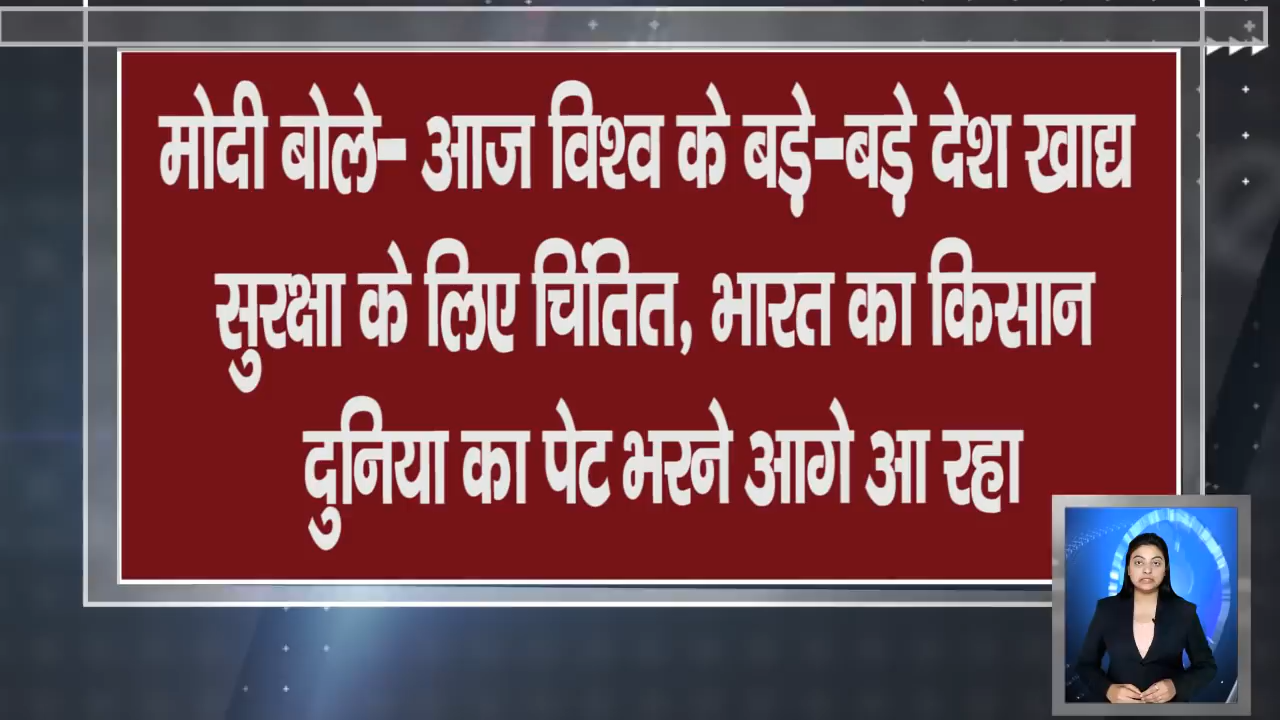 मोदी बोले- आज विश्व के बड़े-बड़े देश खाद्य
सुरक्षा के लिए चिंतित, भारत का किसान
दुनिया का पेट भरने आगे आ रहा